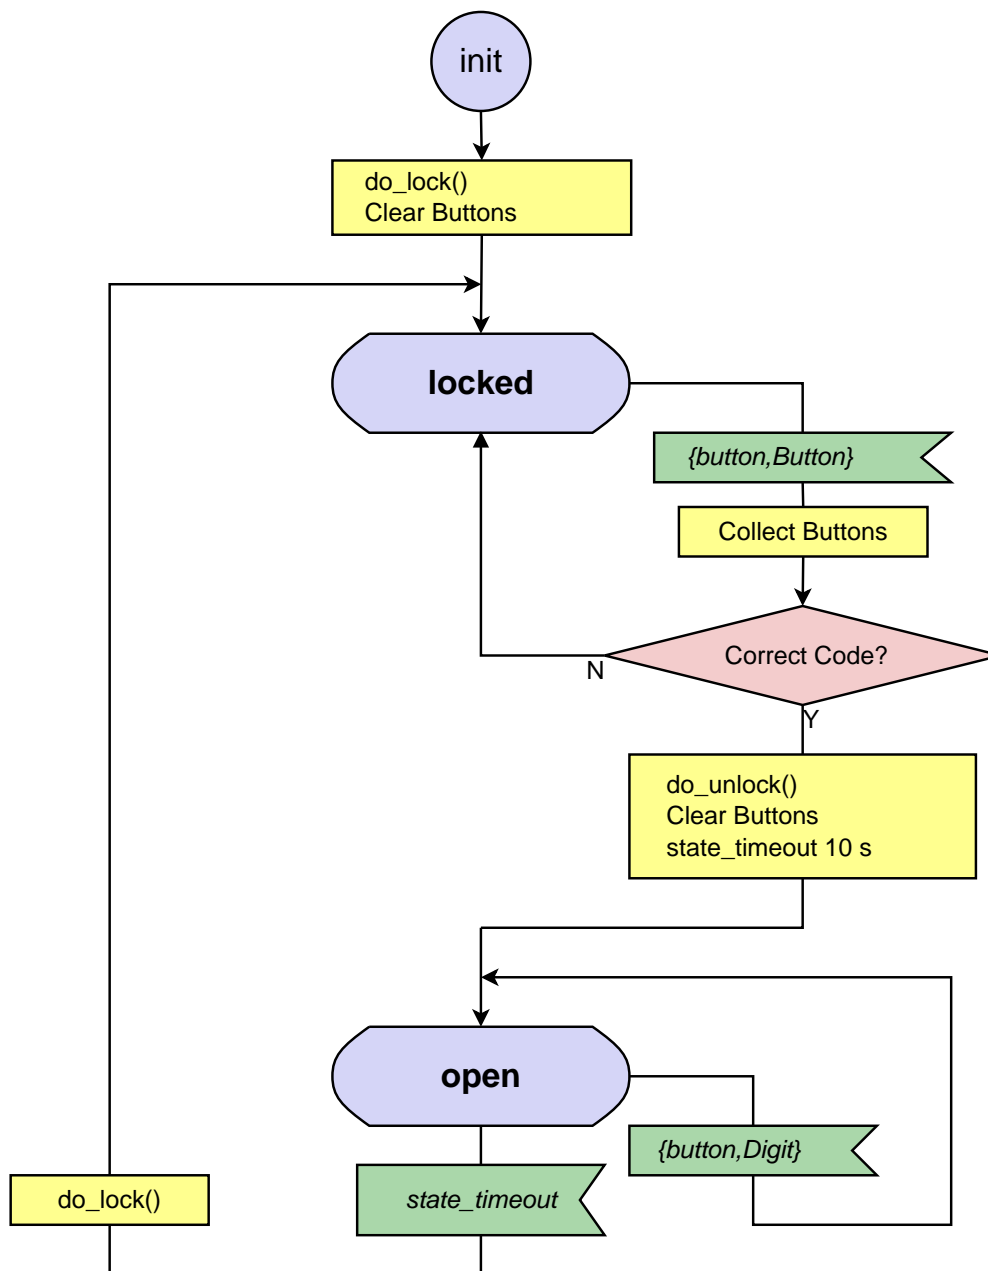 init
do_lock()
Clear Buttons
locked
{button,Button}
Collect Buttons
Correct Code?
N
Y
do_unlock()
Clear Buttons
state_timeout 10 s
open
{button,Digit}
do_lock()
state_timeout